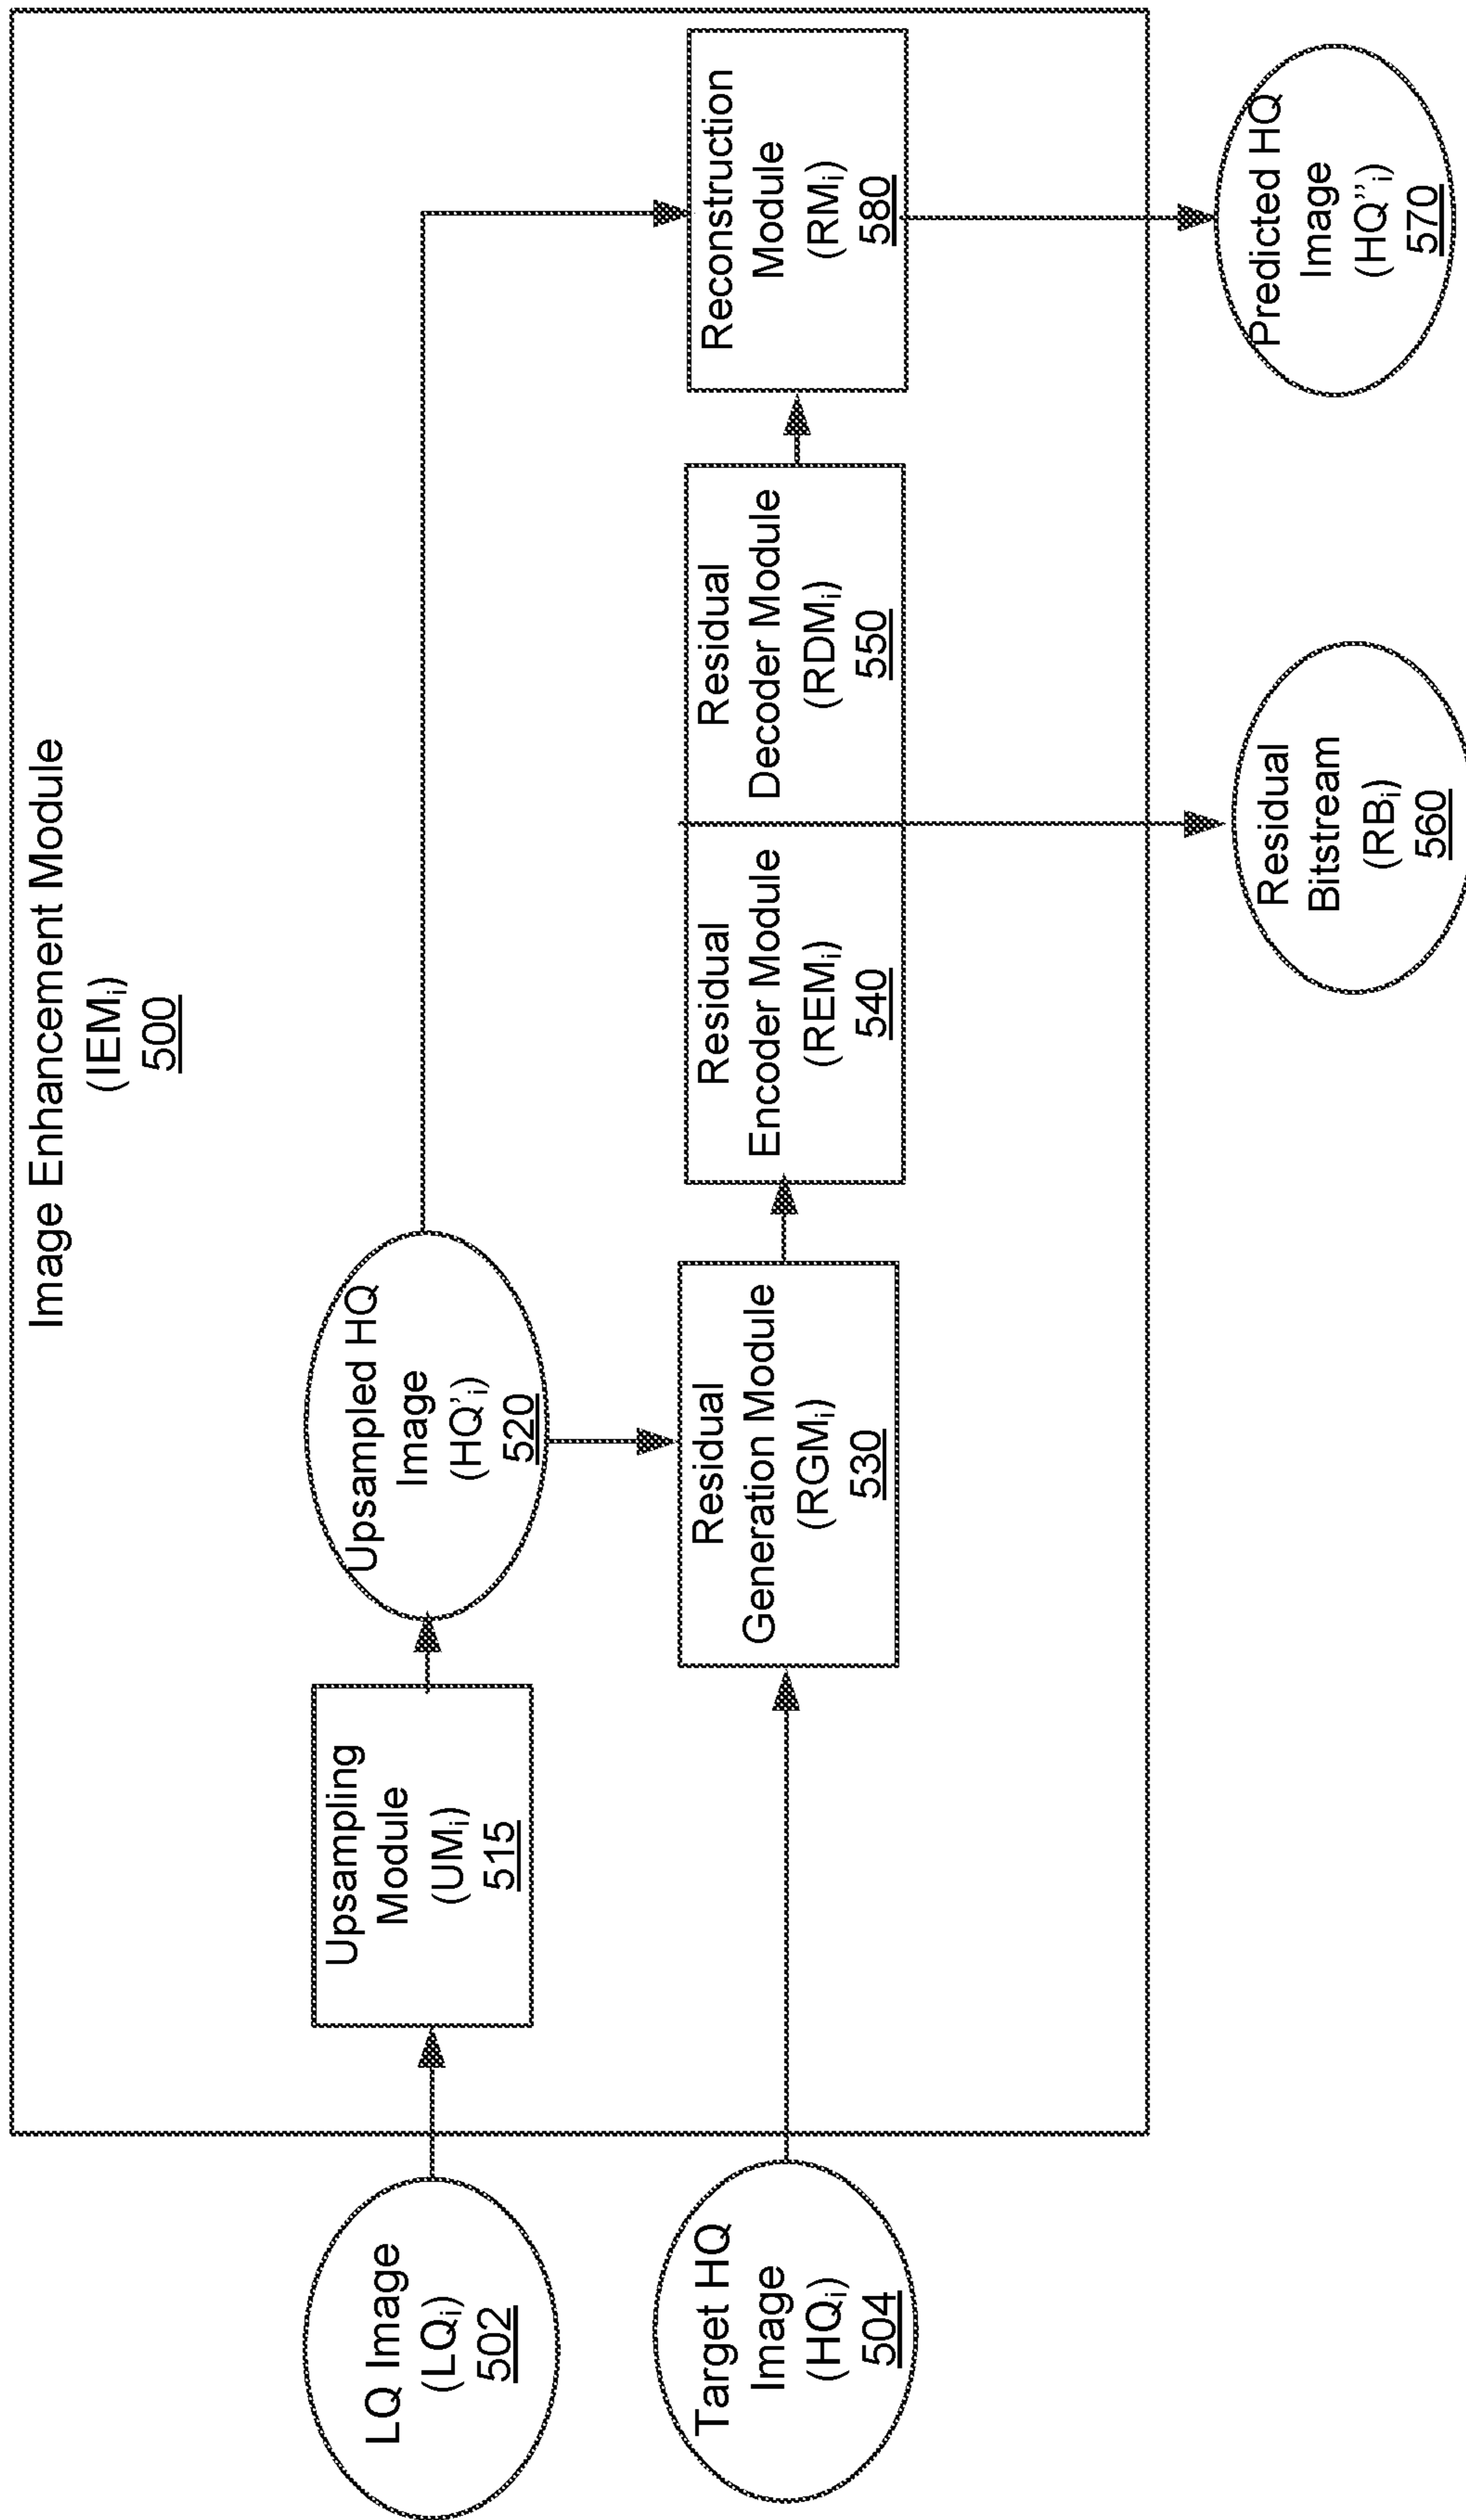 Image Enhancement Module
(IEMi)
500
LQ Image
(LQi)
502
Upsampling
Module
(UMi)
515
Upsampled HQ
Image
(HQ'i)
520
Target HQ
Image
(HQi)
504
Residual
Generation Module
(RGMi)
530
Residual
Encoder Module
(REMi)
540
Residual
Decoder Module
(RDMi)
550
Reconstruction
Module
(RMi)
580
Residual
Bitstream
(RBi)
560
Predicted HQ
Image
(HQ''i)
570